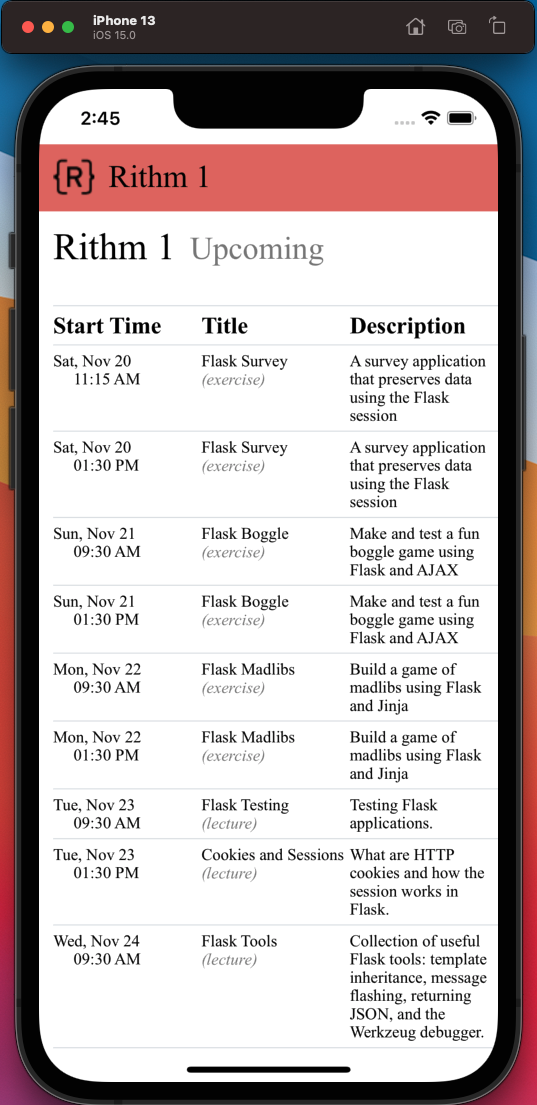 iPhone 13
iOS 15.0
2:45
{R} Rithm 1
Rithm 1 Upcoming
Start Time Title Description
Sat, Nov 20 Flask Survey A survey application
11:15 AM (exercise) that preserves data
using the Flask
session
Sat, Nov 20 Flask Survey A survey application
01:30 PM (exercise) that preserves data
using the Flask
session
Sun, Nov 21 Flask Boggle Make and test a fun
09:30 AM (exercise) boggle game using
Flask and AJAX
Sun, Nov 21 Flask Boggle Make and test a fun
01:30 PM (exercise) boggle game using
Flask and AJAX
Mon, Nov 22 Flask Madlibs Build a game of
09:30 AM (exercise) madlibs using Flask
and Jinja
Mon, Nov 22 Flask Madlibs Build a game of
01:30 PM (exercise) madlibs using Flask
and Jinja
Tue, Nov 23 Flask Testing Testing Flask
09:30 AM (lecture) applications.
Tue, Nov 23 Cookies and Sessions What are HTTP
01:30 PM (lecture) cookies and how the
session works in
Flask.
Wed, Nov 24 Flask Tools Collection of useful
09:30 AM (lecture) Flask tools: template
inheritance, message
flashing, returning
JSON, and the
Werkzeug debugger.